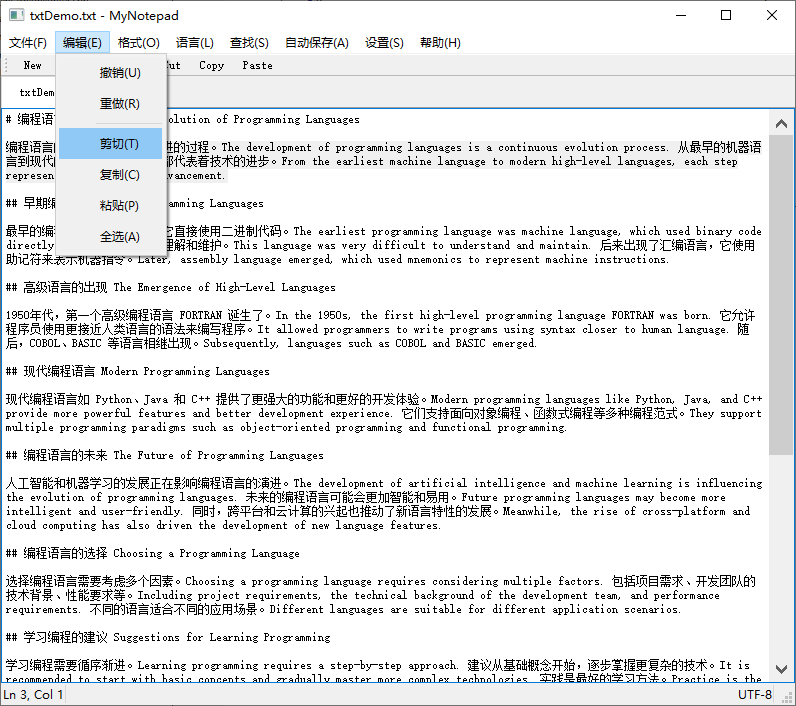 txtDemo.txt - MyNotepad
文件(F) 编辑(E) 格式(O) 语言(L) 查找(S) 自动保存(A) 设置(S) 帮助(H)
New Copy Paste
撤销(U)
重做(R)
剪切(T)
复制(C)
粘贴(P)
全选(A)
# 编程语言 of Programming Languages
编程语言 的过程。The development of programming languages is a continuous evolution process. 从最早的机器语
言到现代 都代表着技术的进步。From the earliest machine language to modern high-level languages, each step
## 早期 Languages
最早的编 它直接使用二进制代码。The earliest programming language was machine language, which used binary code
directly 理解和维护。This language was very difficult to understand and maintain. 后来出现了汇编语言，它使用
助记符来表示机器指令。Later, assembly language emerged, which used mnemonics to represent machine instructions.
## 高级语言的出现 The Emergence of High-Level Languages
1950年代，第一个高级编程语言 FORTRAN 诞生了。In the 1950s, the first high-level programming language FORTRAN was born. 它允许
程序员使用更接近人类语言的语法来编写程序。It allowed programmers to write programs using syntax closer to human language. 随
后，COBOL、BASIC 等语言相继出现。Subsequently, languages such as COBOL and BASIC emerged.
## 现代编程语言 Modern Programming Languages
现代编程语言如 Python、Java 和 C++ 提供了更强大的功能和更好的开发体验。Modern programming languages like Python, Java, and C++
provide more powerful features and better development experience. 它们支持面向对象编程、函数式编程等多种编程范式。They support
multiple programming paradigms such as object-oriented programming and functional programming.
## 编程语言的未来 The Future of Programming Languages
人工智能和机器学习的发展正在影响编程语言的演进。The development of artificial intelligence and machine learning is influencing
the evolution of programming languages. 未来的编程语言可能会更加智能和易用。Future programming languages may become more
intelligent and user-friendly. 同时，跨平台和云计算的兴起也推动了新语言特性的发展。Meanwhile, the rise of cross-platform and
cloud computing has also driven the development of new language features.
## 编程语言的选择 Choosing a Programming Language
选择编程语言需要考虑多个因素。Choosing a programming language requires considering multiple factors. 包括项目需求、开发团队的
技术背景、性能要求等。Including project requirements, the technical background of the development team, and performance
requirements. 不同的语言适合不同的应用场景。Different languages are suitable for different application scenarios.
## 学习编程的建议 Suggestions for Learning Programming
学习编程需要循序渐进。Learning programming requires a step-by-step approach. 建议从基础概念开始，逐步掌握更复杂的技术。It is
recommended to start with basic concepts and gradually master more complex technologies. 实践是最好的学习方法。Practice is the
Ln 3, Col 1 UTF-8